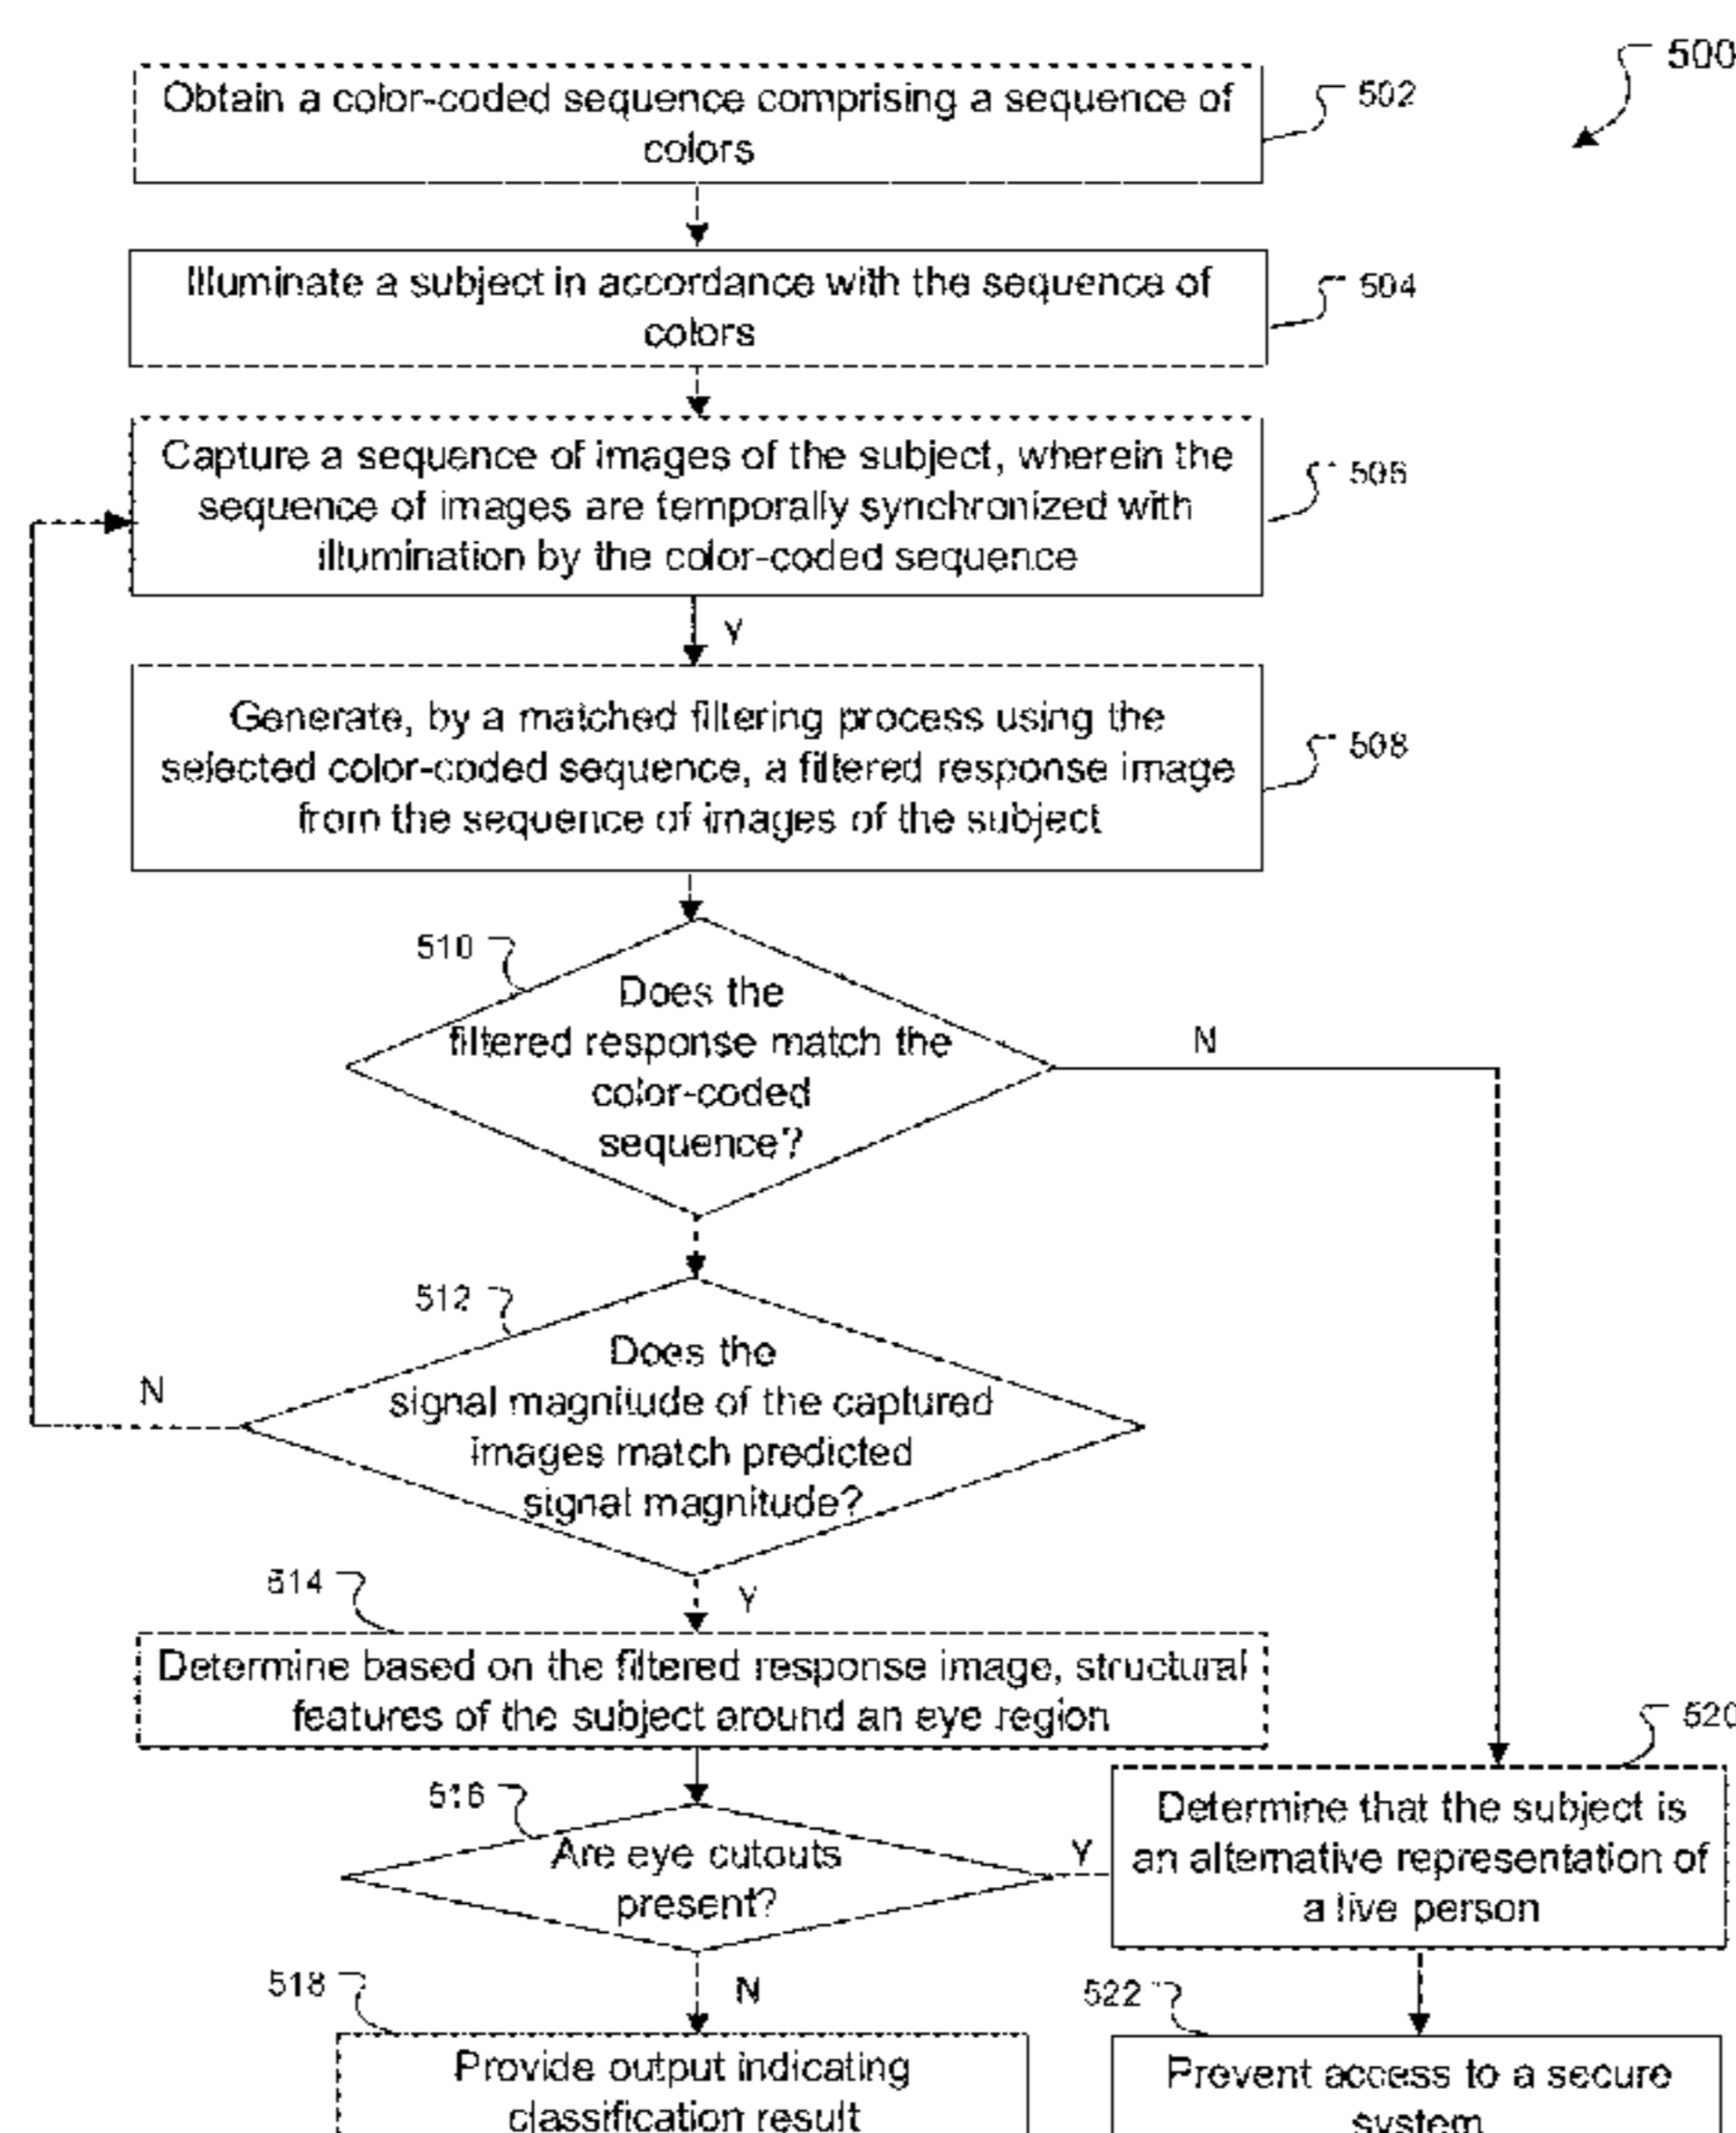 500
Obtain a color-coded sequence comprising a sequence of
colors
502
Illuminate a subject in accordance with the sequence of
colors
504
Capture a sequence of images of the subject, wherein the
sequence of images are temporally synchronized with
illumination by the color-coded sequence
506
Y
Generate, by a matched filtering process using the
selected color-coded sequence, a filtered response image
from the sequence of images of the subject
508
510
Does the
filtered response match the
color-coded
sequence?
N
512
Does the
signal magnitude of the captured
images match predicted
signal magnitude?
N
Y
514
Determine based on the filtered response image, structural
features of the subject around an eye region
516
Are eye cutouts
present?
Y
N
520
Determine that the subject is
an alternative representation of
a live person
518
Provide output indicating
classification result
522
Prevent access to a secure
system